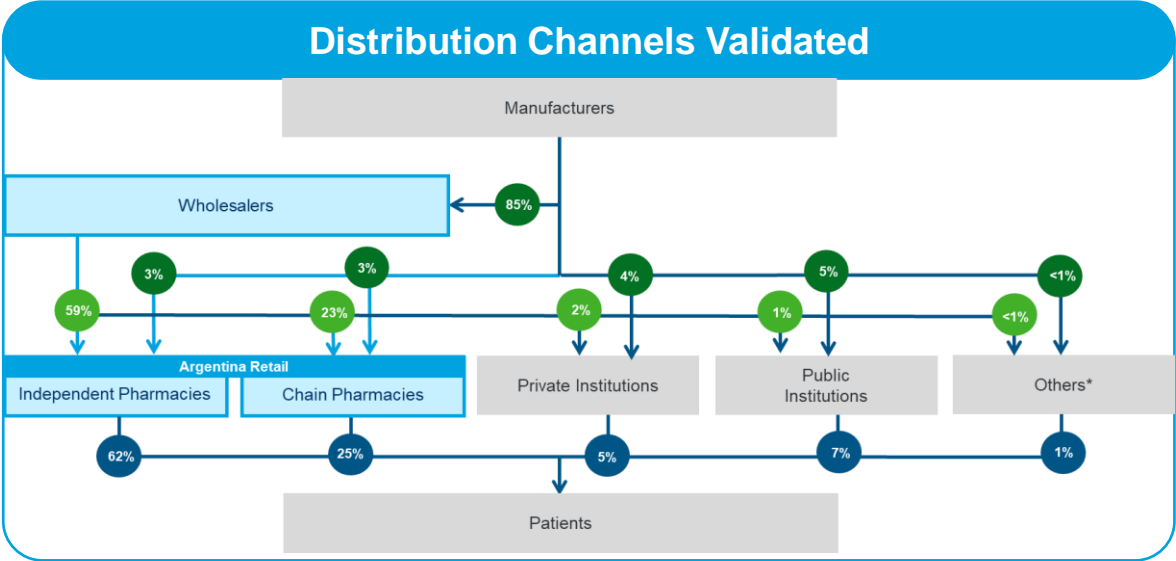 Distribution Channels Validated
Manufacturers
Wholesalers
85%
3%
3%
4%
5%
<1%
59%
23%
2%
1%
<1%
Argentina Retail
Independent Pharmacies
Chain Pharmacies
Private Institutions
Public
Institutions
Others*
62%
25%
5%
7%
1%
Patients